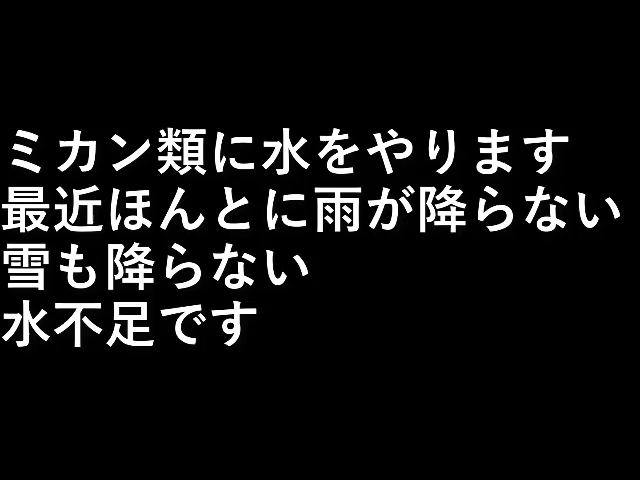 ミカン類に水をやります
最近ほんとに雨が降らない
雪も降らない
水不足です